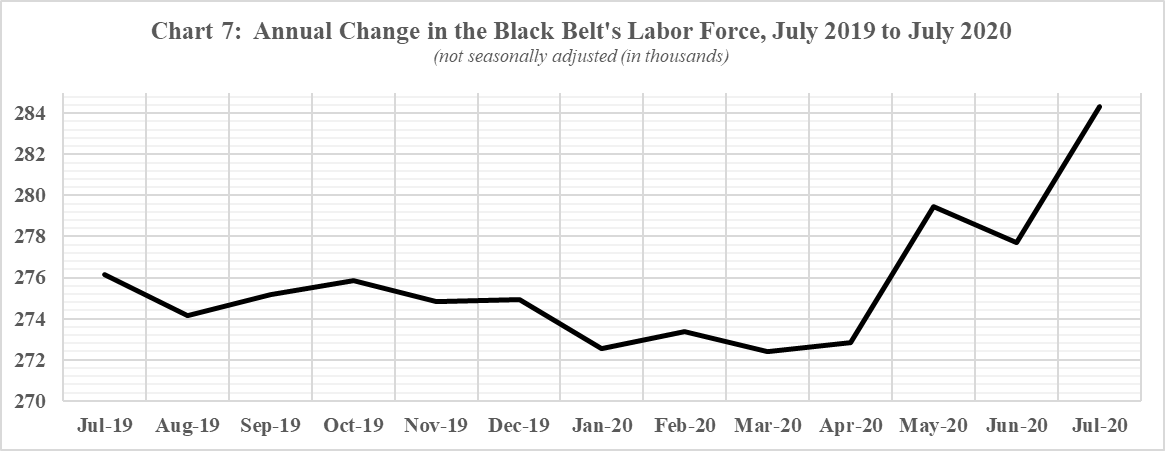 Chart 7:  Annual Change in the Black Belt's Labor Force, July 2019 to July 2020
(not seasonally adjusted (in thousands)
284
282
280
278
276
274
272
270
Jul-19 Aug-19 Sep-19 Oct-19 Nov-19 Dec-19 Jan-20 Feb-20 Mar-20 Apr-20 May-20 Jun-20 Jul-20